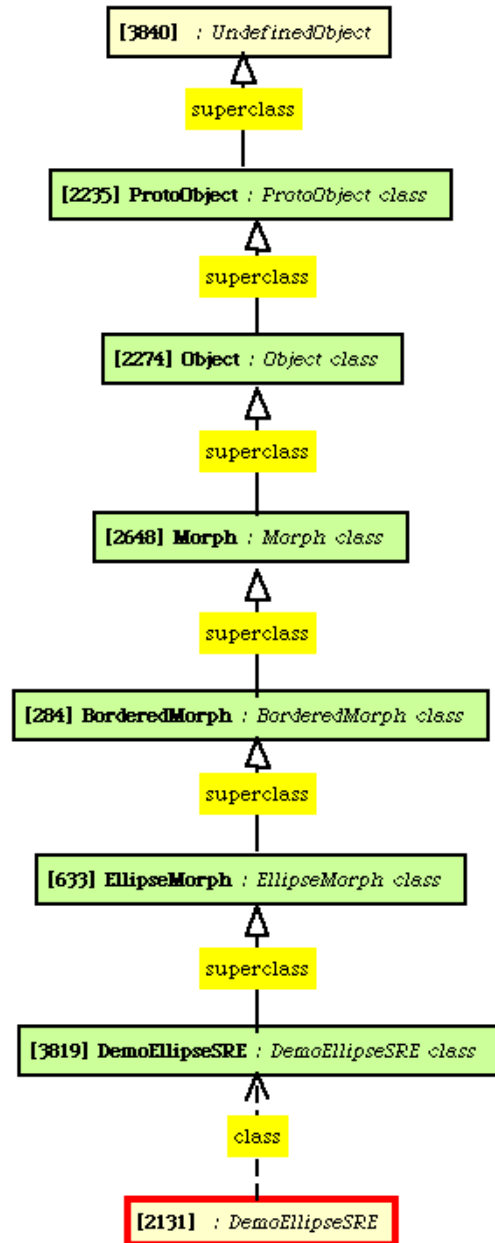 [3840] : UndefinedObject
superclass
[2235] ProtoObject : ProtoObject class
superclass
[2274] Object : Object class
superclass
[2648] Morph : Morph class
superclass
[284] BorderedMorph : BorderedMorph class
superclass
[633] EllipseMorph : EllipseMorph class
superclass
[3819] DemoEllipseSRE : DemoEllipseSRE class
class
[2131] : DemoEllipseSRE